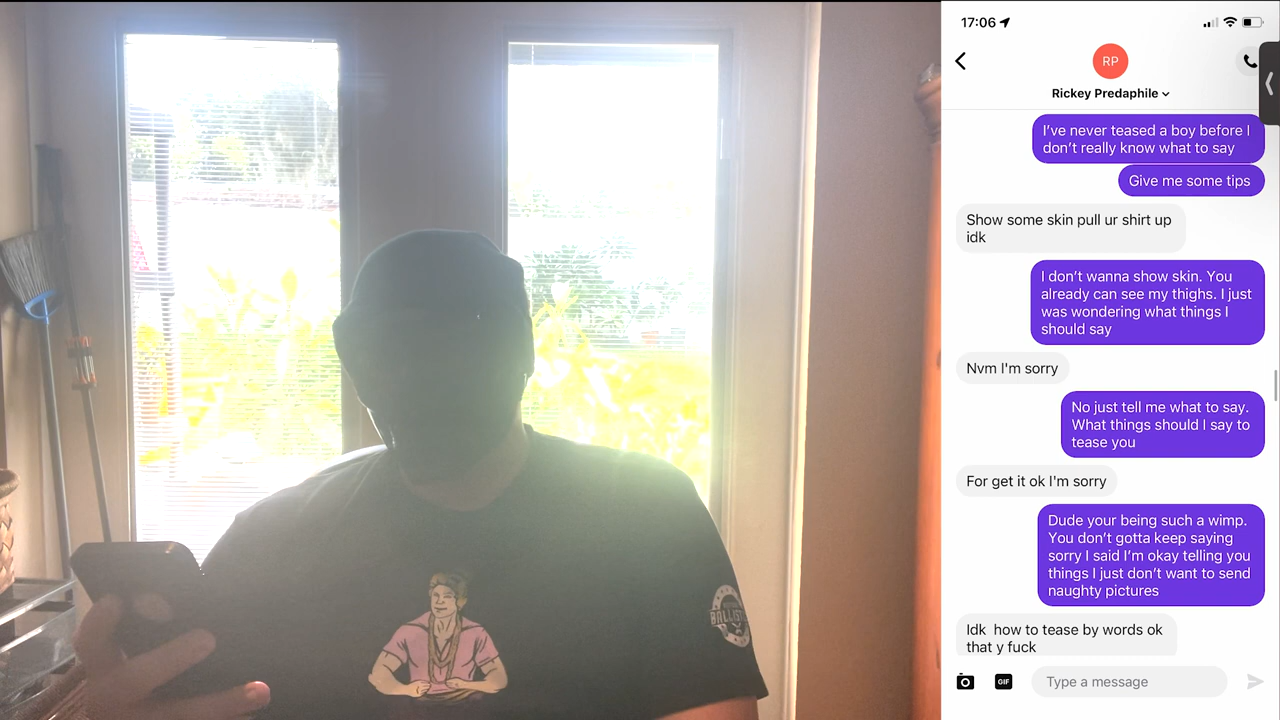 17:06
RP
Rickey Predaphile
a boy before I
don't really know what to say
Give me some tips
Show some skin pull ur shirt up
idk
I don't wanna show skin. You
already can see my thighs. I just
was wondering what things I
should say
Nvm I'm sorry
No just tell me what to say.
What things should I say to
tease you
For get it ok I'm sorry
Dude your being such a wimp.
You don't gotta keep saying
sorry I said I'm okay telling you
things I just don't want to send
naughty pictures
Idk how to tease by words ok
that y fuck
GIF
Type a message